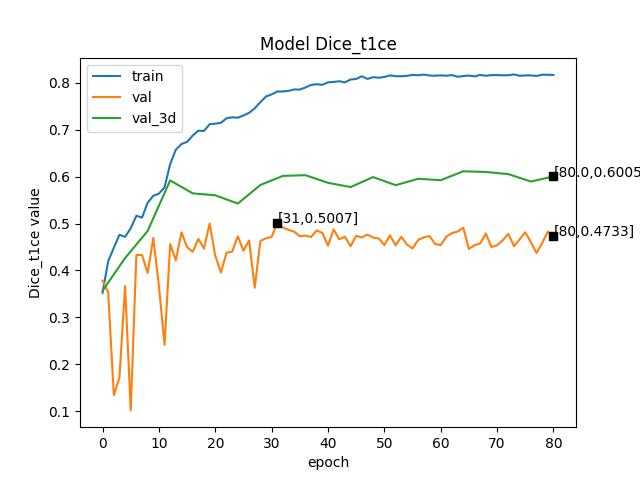 Model Dice_t1ce
train
val
val_3d
Dice_t1ce value
0.8
0.7
0.6
0.5
0.4
0.3
0.2
0.1
[80.0,0.6005
[31,0.5007]
[80,0.4733]
0 10 20 30 40 50 60 70 80
epoch